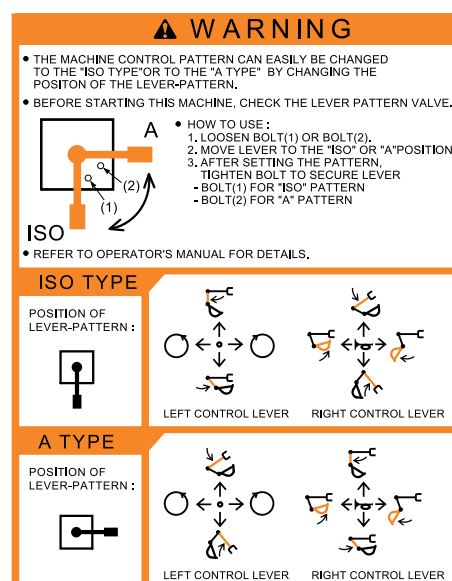 WARNING
• THE MACHINE CONTROL PATTERN CAN EASILY BE CHANGED
TO THE "ISO TYPE"OR TO THE "A TYPE" BY CHANGING THE
POSITON OF THE LEVER-PATTERN.
• BEFORE STARTING THIS MACHINE, CHECK THE LEVER PATTERN VALVE.
A
(2)
(1)
ISO
• HOW TO USE :
1. LOOSEN BOLT(1) OR BOLT(2).
2. MOVE LEVER TO THE "ISO" OR "A"POSITION
3. AFTER SETTING THE PATTERN,
TIGHTEN BOLT TO SECURE LEVER
- BOLT(1) FOR "ISO" PATTERN
- BOLT(2) FOR "A" PATTERN
• REFER TO OPERATOR'S MANUAL FOR DETAILS.
ISO TYPE
POSITION OF
LEVER-PATTERN :
LEFT CONTROL LEVER
RIGHT CONTROL LEVER
A TYPE
POSITION OF
LEVER-PATTERN :
LEFT CONTROL LEVER
RIGHT CONTROL LEVER